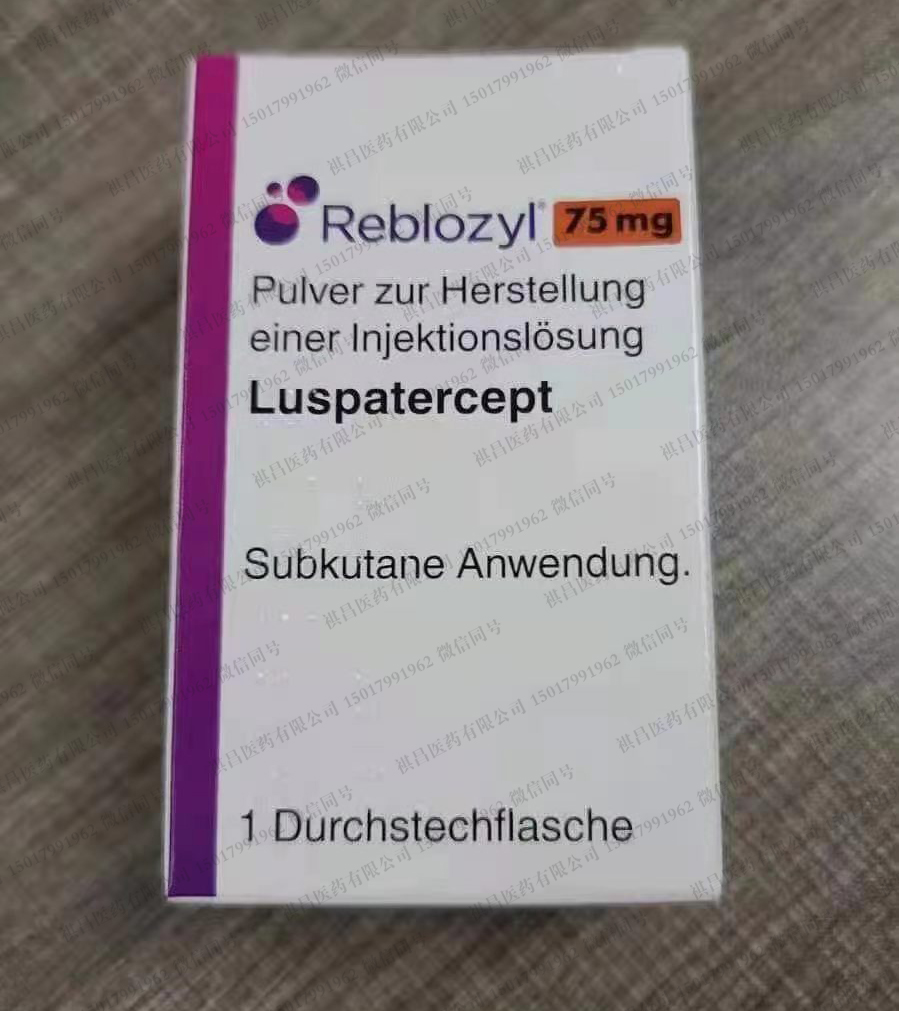 Reblozyl® 75 mg
Pulver zur Herstellung
einer Injektionslösung
Luspatercept
Subkutane Anwendung.
1 Durchstechflasche
祺昌医药有限公司 15017991962 微信同号